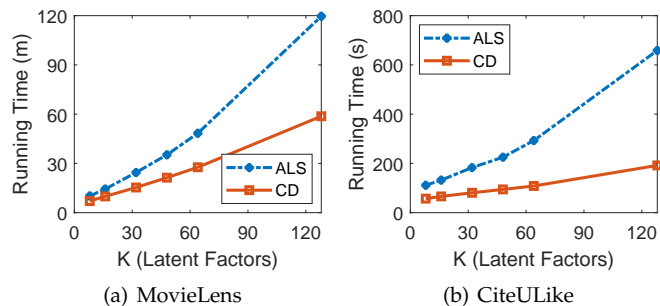 120
90
60
30
0
Running Time (m)
ALS
CD
0 30 60 90 120
K (Latent Factors)
(a) MovieLens
800
600
400
200
0
Running Time (s)
ALS
CD
0 30 60 90 120
K (Latent Factors)
(b) CiteULike